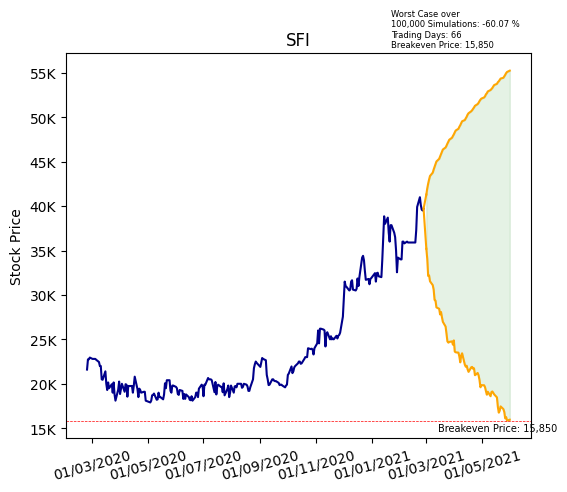 Worst Case over
100,000 Simulations: -60.07 %
Trading Days: 66
Breakeven Price: 15,850
SFI
Stock Price
55K
50K
45K
40K
35K
30K
25K
20K
15K
Breakeven Price: 15,850
01/03/2020
01/05/2020
01/07/2020
01/09/2020
01/11/2020
01/01/2021
01/03/2021
01/05/2021